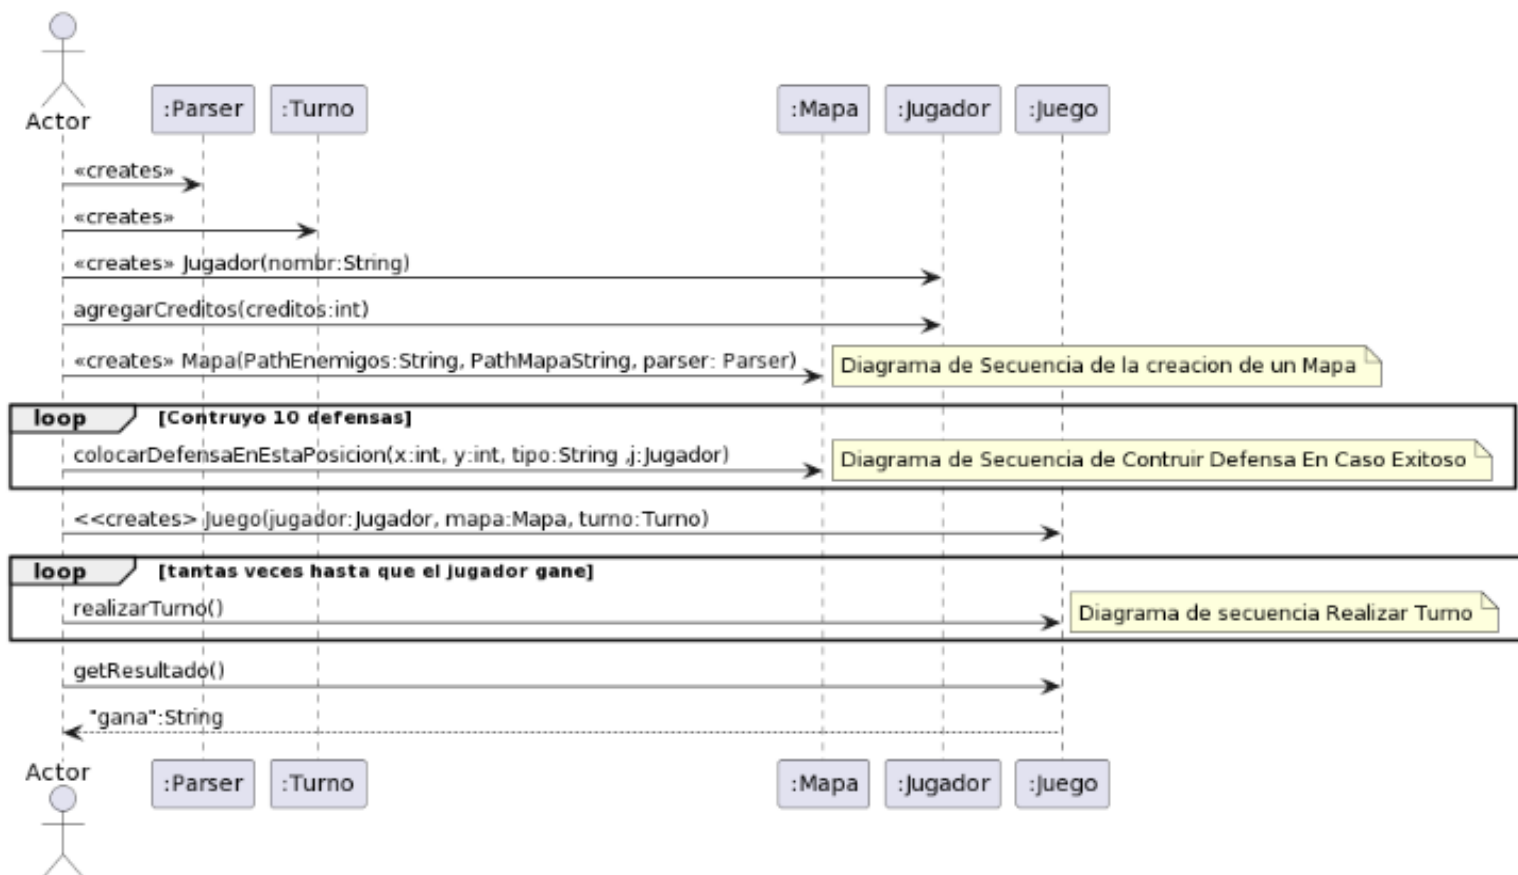 Actor
:Parser
:Turno
:Mapa
:Jugador
:Juego
«creates»
«creates»
«creates» Jugador(nombr:String)
agregarCreditos(creditos:int)
«creates» Mapa(PathEnemigos:String, PathMapaString, parser: Parser)
Diagrama de Secuencia de la creacion de un Mapa
loop [Contruyo 10 defensas]
colocarDefensaEnEstaPosicion(x:int, y:int, tipo:String ,j:Jugador)
Diagrama de Secuencia de Contruir Defensa En Caso Exitoso
<<creates> Juego(jugador:Jugador, mapa:Mapa, turno:Turno)
loop [tantas veces hasta que el jugador gane]
realizarTurno()
Diagrama de secuencia Realizar Turno
getResultado()
"gana":String
Actor
:Parser
:Turno
:Mapa
:Jugador
:Juego